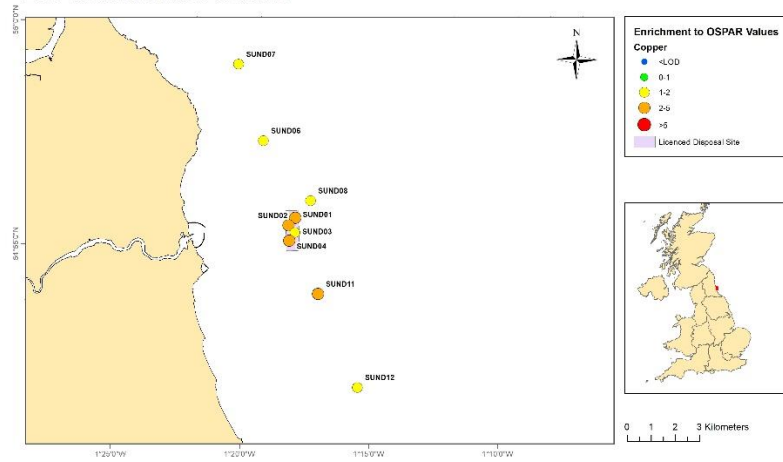 SUND07
SUND06
SUND08
SUND02
SUND01
SUND03
SUND04
SUND11
SUND12
N
1°25'0"W
1°20'0"W
1°15'0"W
1°10'0"W
Enrichment to OSPAR Values
Copper
<LOD
0-1
1-2
2-5
>5
Licenced Disposal Site
0 1 2 3 Kilometers